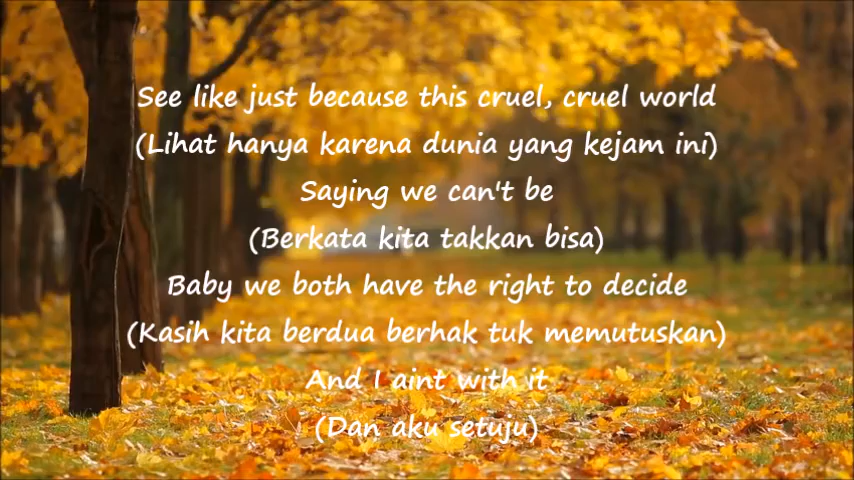 See like just because this cruel, cruel world
(Lihat hanya karena dunia yang kejam ini)
Saying we can't be
(Berkata kita takkan bisa)
Baby we both have the right to decide
(Kasih kita berdua berhak tuk memutuskan)
And I aint with it
(Dan aku setuju)